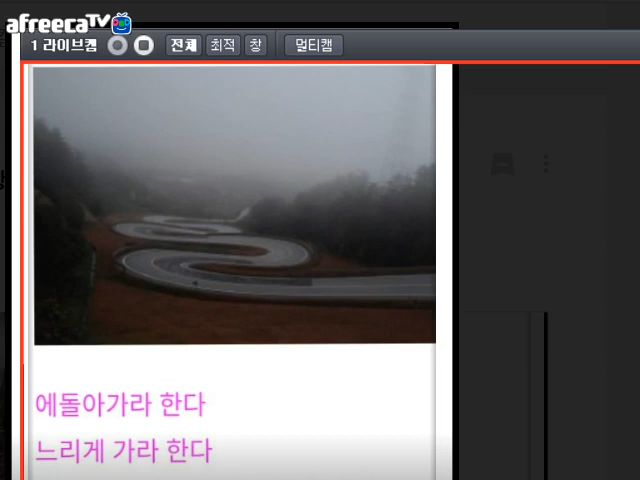 afreecaTV
1 라이브캠 전체 최적 창 멀티캠
에돌아가라 한다
느리게 가라 한다